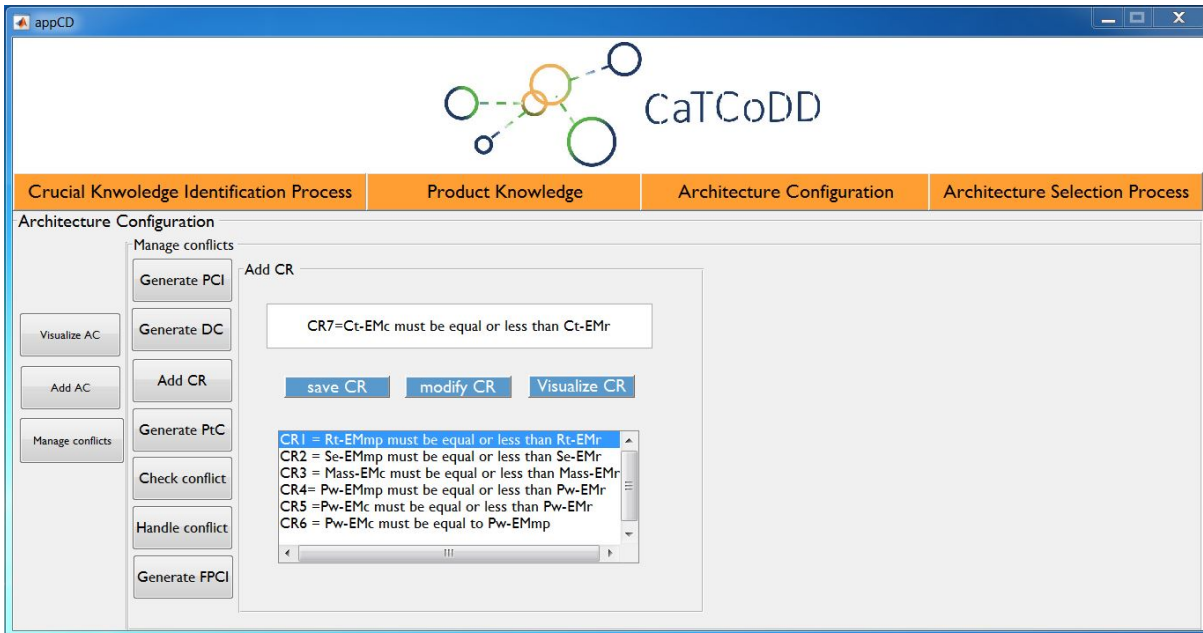 appCD
CaTCoDD
Crucial Knwoledge Identification Process
Product Knowledge
Architecture Configuration
Architecture Selection Process
Architecture Configuration
Visualize AC
Add AC
Manage conflicts
Manage conflicts
Generate PCI
Generate DC
Add CR
Generate PtC
Check conflict
Handle conflict
Generate FPCI
Add CR
CR7=Ct-EMc must be equal or less than Ct-EMr
save CR
modify CR
Visualize CR
CR1 = Rt-EMmp must be equal or less than Rt-EMr
CR2 = Se-EMmp must be equal or less than Se-EMr
CR3 = Mass-EMc must be equal or less than Mass-EMr
CR4= Pw-EMmp must be equal or less than Pw-EMr
CR5 =Pw-EMc must be equal or less than Pw-EMr
CR6 = Pw-EMc must be equal to Pw-EMmp